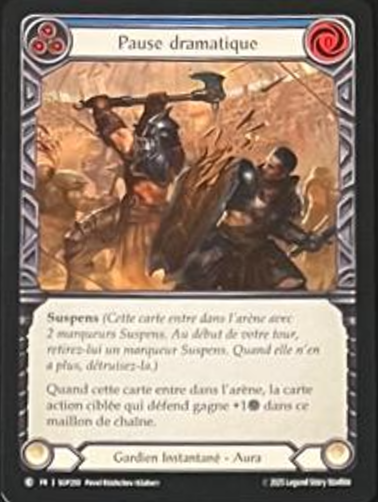 Pause dramatique
Suspens (Cette carte entre dans l'arène avec
2 marqueurs Suspens. Au début de votre tour,
retirez-lui un marqueur Suspens. Quand elle n'en
a plus, détruisez-la.)
Quand cette carte entre dans l'arène, la carte
action ciblée qui défend gagne +1 dans ce
maillon de chaîne.
Gardien Instantané - Aura
C FR SUP250 Pavel
© 2025 Legend Story Studios